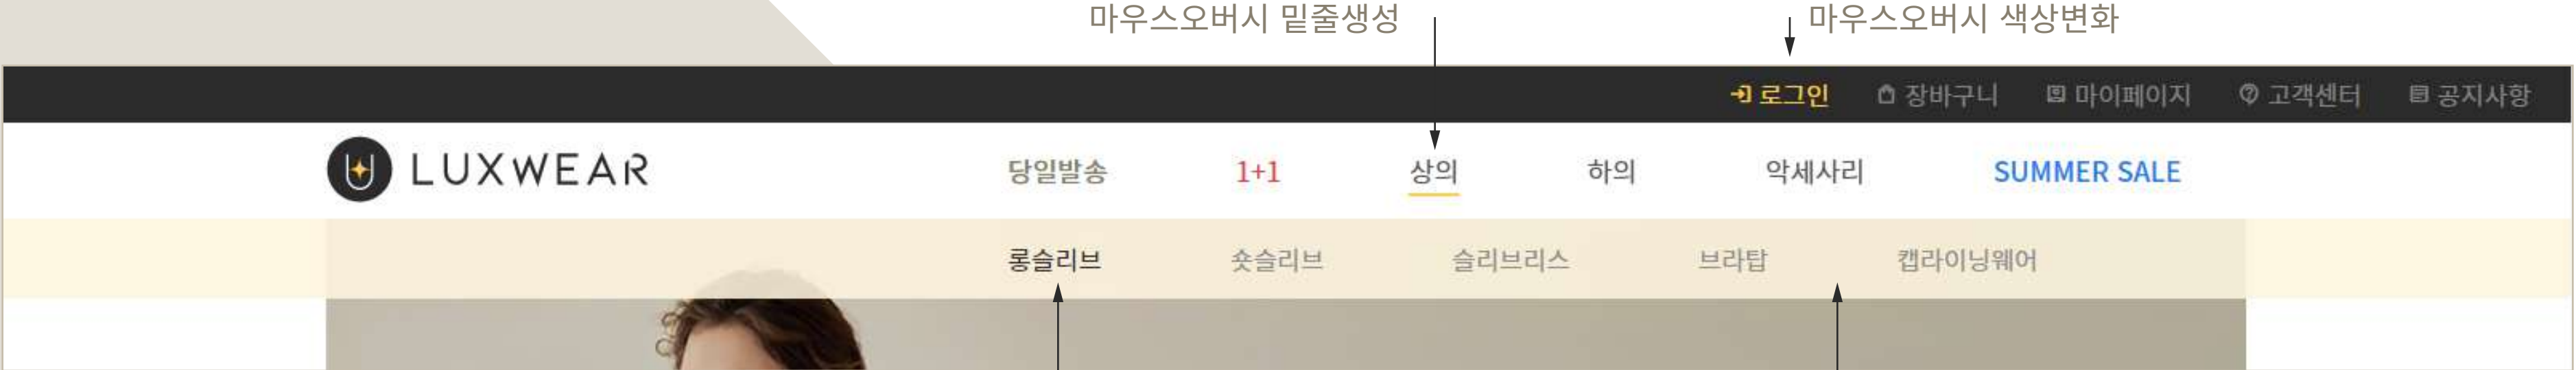 마우스오버시 밑줄생성 마우스오버시 색상변화
로그인 장바구니 마이페이지 고객센터 공지사항
LUXWEAR 당일발송 1+1 상의 하의 악세사리 SUMMER SALE
롱슬리브 숏슬리브 슬리브리스 브라탑 캡라이닝웨어